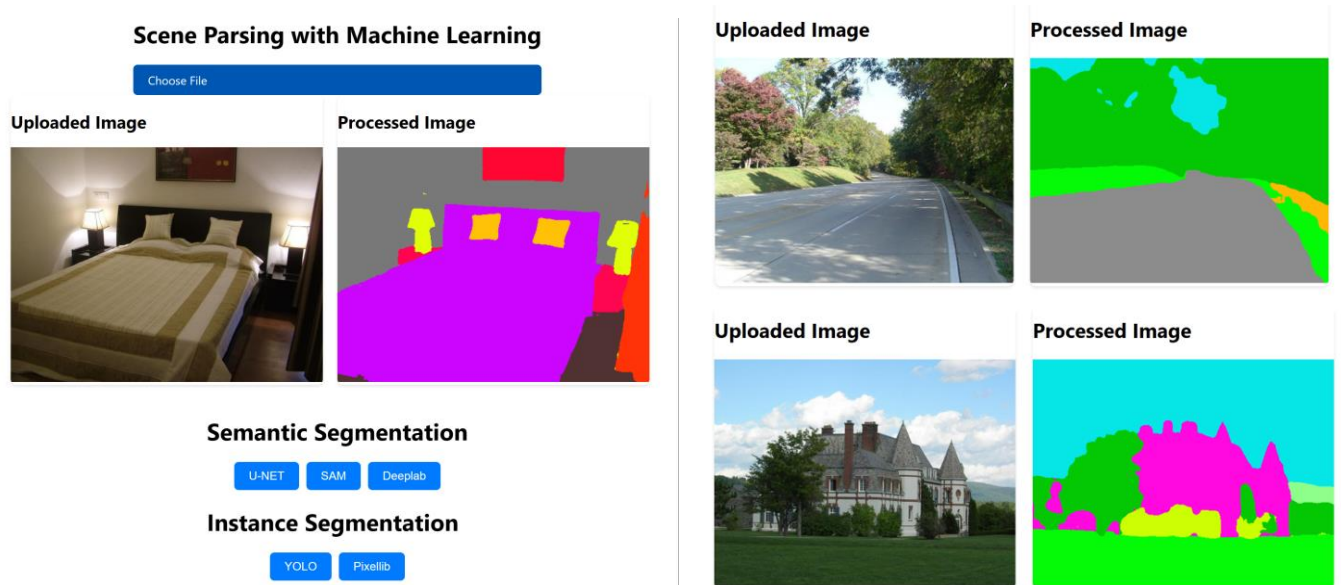 Scene Parsing with Machine Learning
Choose File
Uploaded Image Processed Image
Semantic Segmentation
U-NET SAM Deeplab
Instance Segmentation
YOLO Pixellib
Uploaded Image Processed Image
Uploaded Image Processed Image